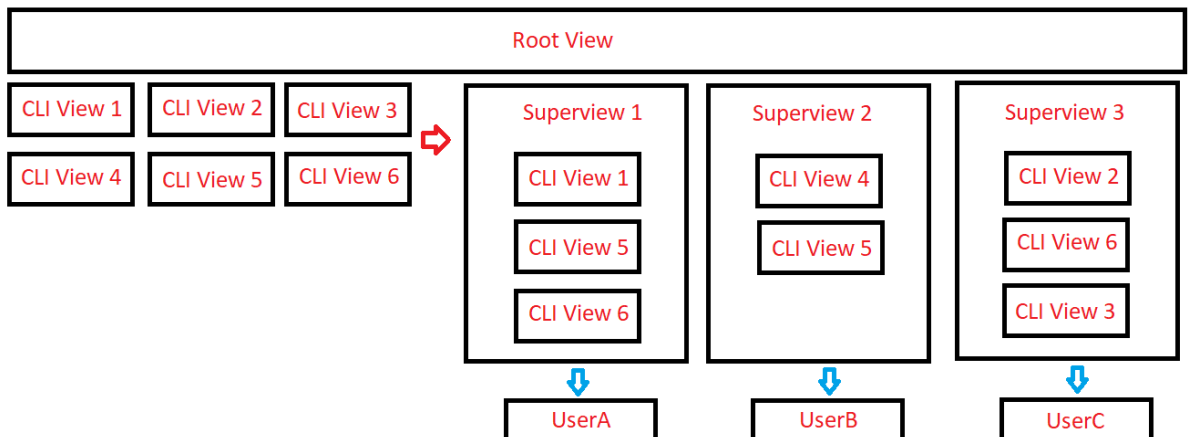 Root View
CLI View 1
CLI View 2
CLI View 3
CLI View 4
CLI View 5
CLI View 6
Superview 1
CLI View 1
CLI View 5
CLI View 6
UserA
Superview 2
CLI View 4
CLI View 5
UserB
Superview 3
CLI View 2
CLI View 6
CLI View 3
UserC